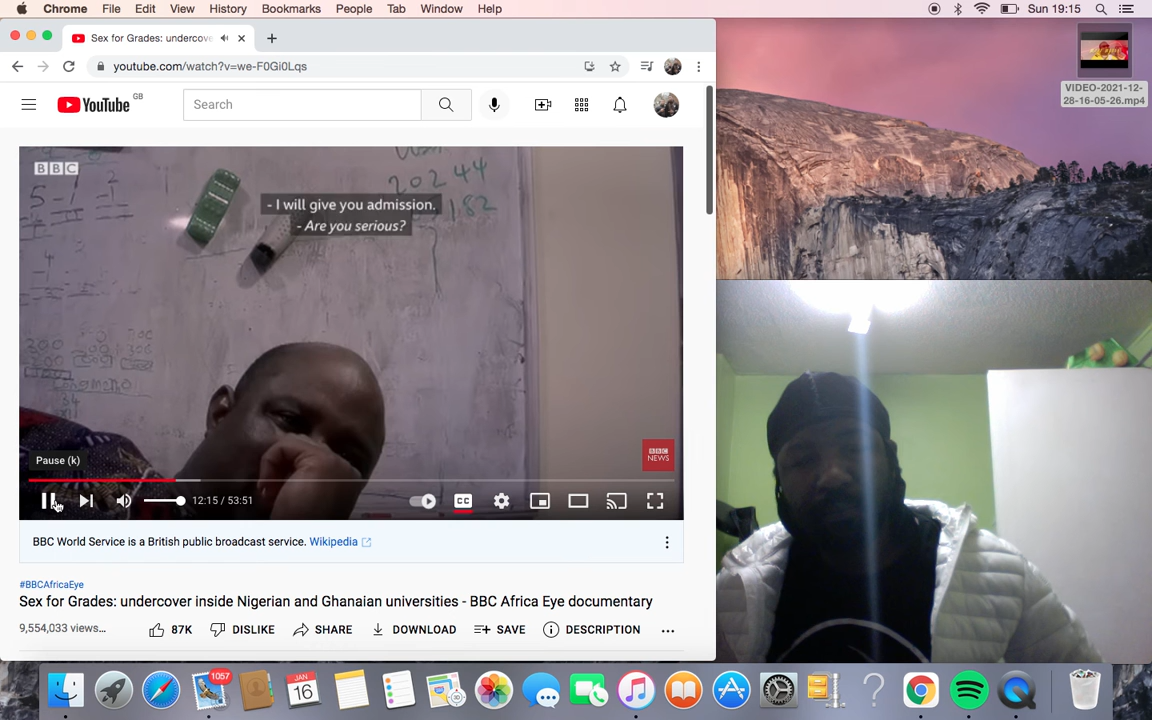 Chrome File Edit View History Bookmarks People Tab Window Help Sun 19:15
Sex for Grades: undercove
youtube.com/watch?v=we-F0Gi0Lqs
YouTube GB
Search
VIDEO-2021-12-
28-16-05-26.mp4
BBC
20244
182
- I will give you admission.
- Are you serious?
BBC
NEWS
Pause (k)
12:15 / 53:51
CC
BBC World Service is a British public broadcast service. Wikipedia
#BBCAfricaEye
Sex for Grades: undercover inside Nigerian and Ghanaian universities - BBC Africa Eye documentary
9,554,033 views...
87K DISLIKE SHARE DOWNLOAD SAVE DESCRIPTION
1057
JAN
16